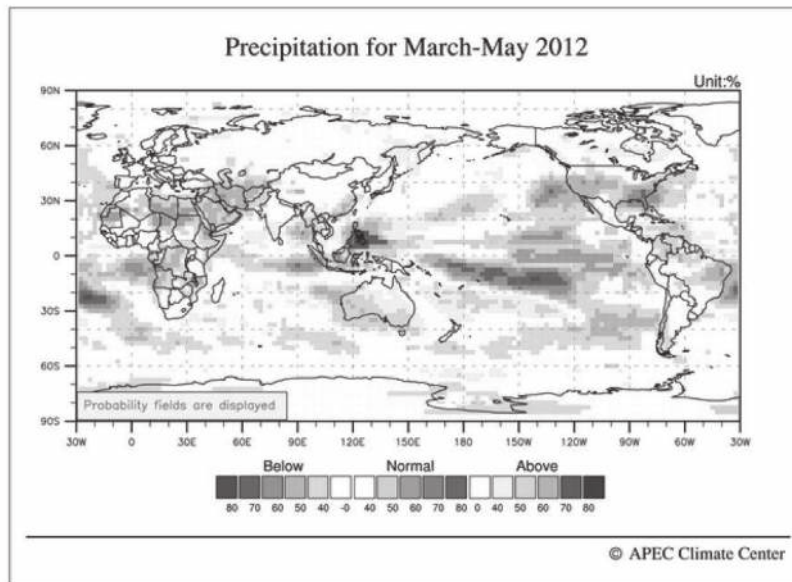 Precipitation for March-May 2012
Unit:%
90N
60N
30N
0
30S
60S
90S
Probability fields are displayed
30W 0 30E 60E 90E 120E 150E 180 150W 120W 90W 60W 30W
Below Normal Above
80 70 60 50 40 -0 40 50 60 70 80 0 40 50 60 70 80
© APEC Climate Center